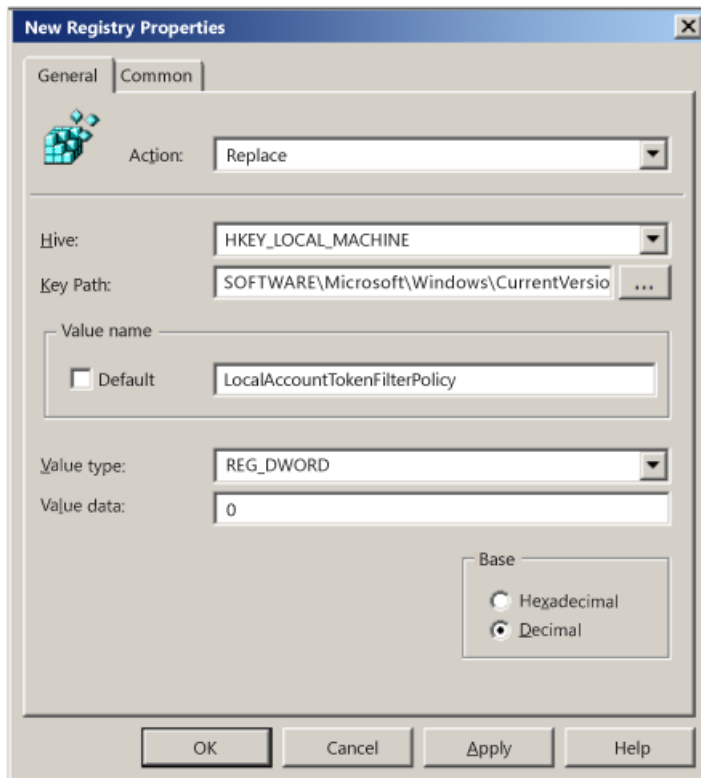 New Registry Properties
General Common
Action: Replace
Hive: HKEY_LOCAL_MACHINE
Key Path: SOFTWARE\Microsoft\Windows\CurrentVersio ...
Value name
Default LocalAccountTokenFilterPolicy
Value type: REG_DWORD
Value data: 0
Base
Hexadecimal
Decimal
OK Cancel Apply Help